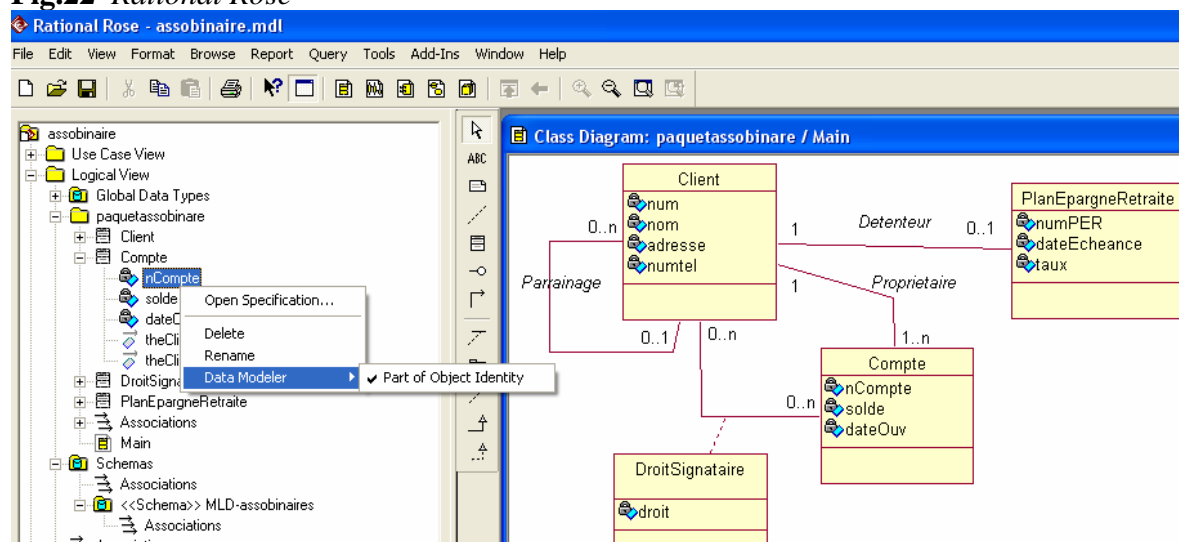 Fig.22 Rational Rose
Rational Rose - assobinaire.mdl
File Edit View Format Browse Report Query Tools Add-Ins Window Help
assobinaire
Use Case View
Logical View
Global Data Types
paquetassobinare
Client
Compte
nCompte
solde
Open Specification...
Delete
Rename
Data Modeler
Part of Object Identity
PlanEpargneRetraite
Associations
Main
Schemas
Associations
<<Schema>> MLD-assobinaires
Associations
ABC
Class Diagram: paquetassobinare / Main
Client
num
nom
adresse
numtel
0..n
Parrainage
0..1
0..n
1
Detenteur
0..1
1
Proprietaire
1..n
PlanEpargneRetraite
numPER
dateEcheance
taux
Compte
0..n
nCompte
solde
dateOuv
DroitSignataire
droit